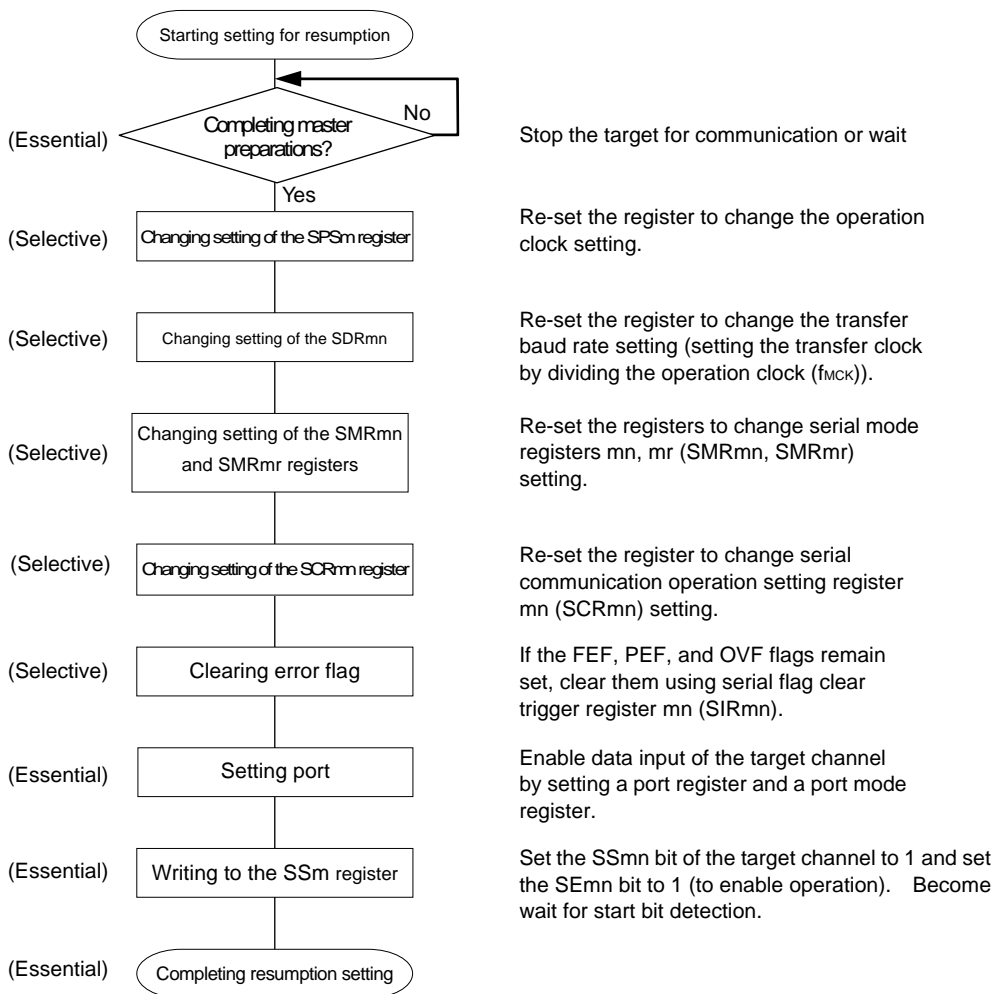 Starting setting for resumption
No
(Essential)
Completing master
preparations?
Stop the target for communication or wait
Yes
(Selective)
Changing setting of the SPSm register
Re-set the register to change the operation
clock setting.
(Selective)
Changing setting of the SDRmn
Re-set the register to change the transfer
baud rate setting (setting the transfer clock
by dividing the operation clock (fMCK)).
(Selective)
Changing setting of the SMRmn
and SMRmr registers
Re-set the registers to change serial mode
registers mn, mr (SMRmn, SMRmr)
setting.
(Selective)
Changing setting of the SCRmn register
Re-set the register to change serial
communication operation setting register
mn (SCRmn) setting.
(Selective)
Clearing error flag
If the FEF, PEF, and OVF flags remain
set, clear them using serial flag clear
trigger register mn (SIRmn).
(Essential)
Setting port
Enable data input of the target channel
by setting a port register and a port mode
register.
(Essential)
Writing to the SSm register
Set the SSmn bit of the target channel to 1 and set
the SEmn bit to 1 (to enable operation). Become
wait for start bit detection.
(Essential)
Completing resumption setting